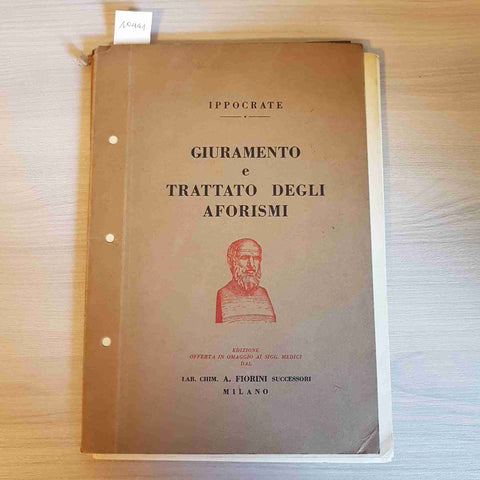 IPPOCRATE
GIURAMENTO
e
TRATTATO DEGLI
AFORISMI
EDIZIONE
OFFERTA IN OMAGGIO AI SIGG. MEDICI
DAL
LAB. CHIM. A. FIORINI SUCCESSORI
MILANO